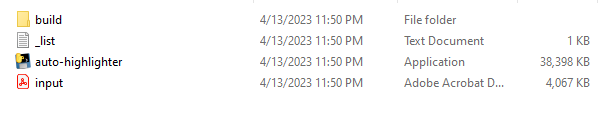 build 4/13/2023 11:50 PM File folder
_list 4/13/2023 11:50 PM Text Document 1 KB
auto-highlighter 4/13/2023 11:50 PM Application 38,398 KB
input 4/13/2023 11:50 PM Adobe Acrobat D... 4,067 KB